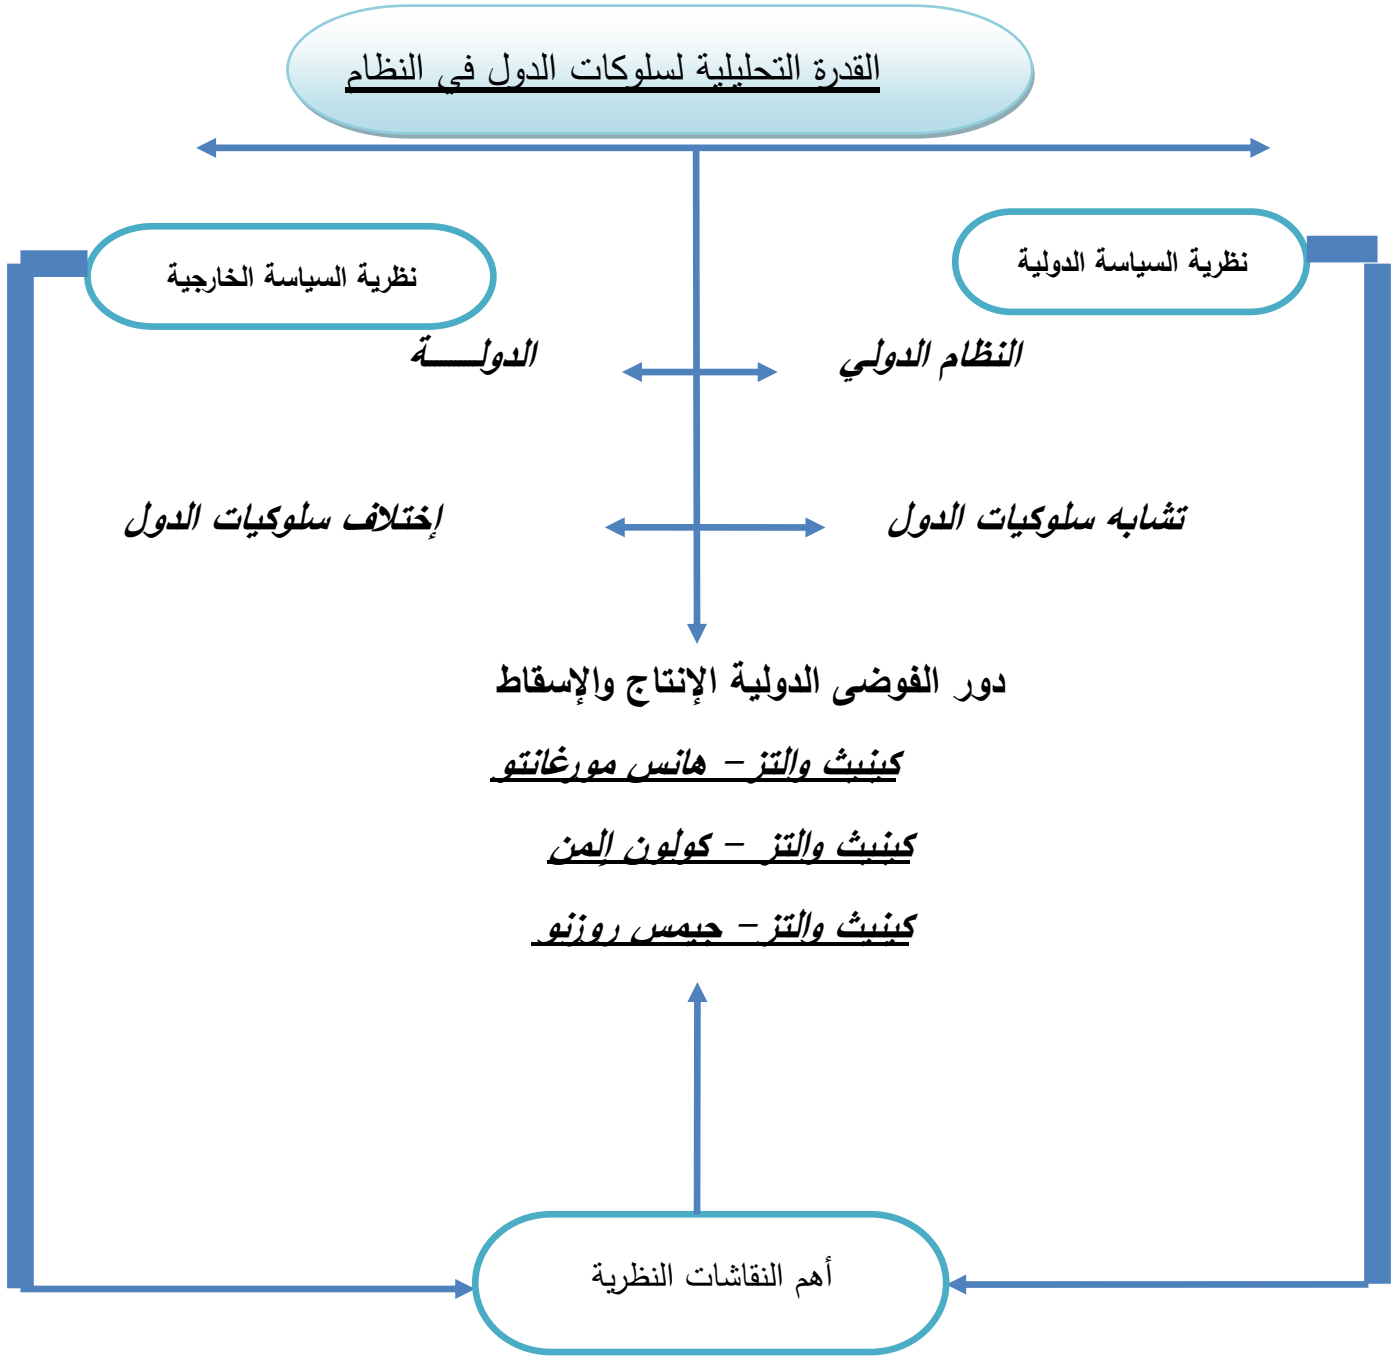 القدرة التحليلية لسلوكات الدول في النظام
نظرية السياسة الدولية
نظرية السياسة الخارجية
النظام الدولي
الدولـــــة
تشابه سلوكيات الدول
إختلاف سلوكيات الدول
دور الفوضى الدولية الإنتاج والإسقاط
كينيث والتز – هانس مورغانتو
كينيث والتز – كولون إلمن
كينيث والتز – جيمس روزنو
أهم النقاشات النظرية